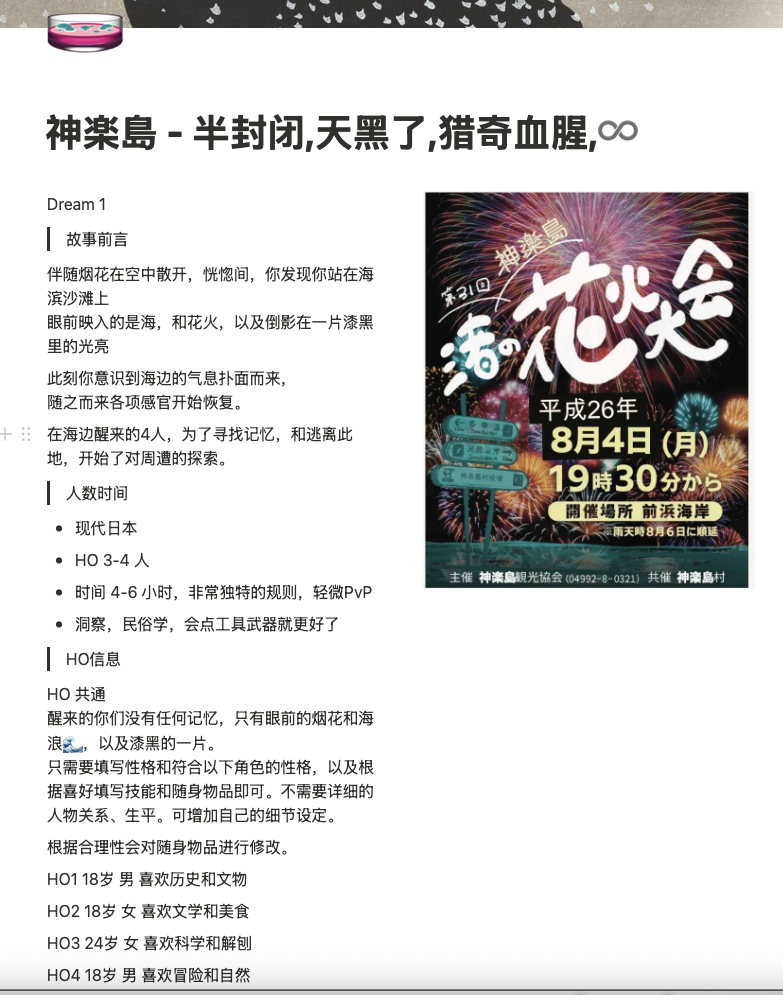 神楽島 - 半封闭,天黑了,猎奇血腥,∞
Dream 1
故事前言
伴随烟花在空中散开，恍惚间，你发现你站在海
滨沙滩上
眼前映入的是海，和花火，以及倒影在一片漆黑
里的光亮
此刻你意识到海边的气息扑面而来，
随之而来各项感官开始恢复。
在海边醒来的4人，为了寻找记忆，和逃离此
地，开始了对周遭的探索。
人数时间
现代日本
HO 3-4 人
时间 4-6 小时，非常独特的规则，轻微PvP
洞察，民俗学，会点工具武器就更好了
HO信息
HO 共通
醒来的你们没有任何记忆，只有眼前的烟花和海
浪🌊，以及漆黑的一片。
只需要填写性格和符合以下角色的性格，以及根
据喜好填写技能和随身物品即可。不需要详细的
人物关系、生平。可增加自己的细节设定。
根据合理性会对随身物品进行修改。
HO1 18岁 男 喜欢历史和文物
HO2 18岁 女 喜欢文学和美食
HO3 24岁 女 喜欢科学和解刨
HO4 18岁 男 喜欢冒险和自然
神楽島
第31回
渚の花火大会
平成26年
8月4日(月)
19時30分から
開催場所 前浜海岸
※雨天時8月6日に順延
主催 神楽島観光協会 (04992-8-0321) 共催 神楽島村